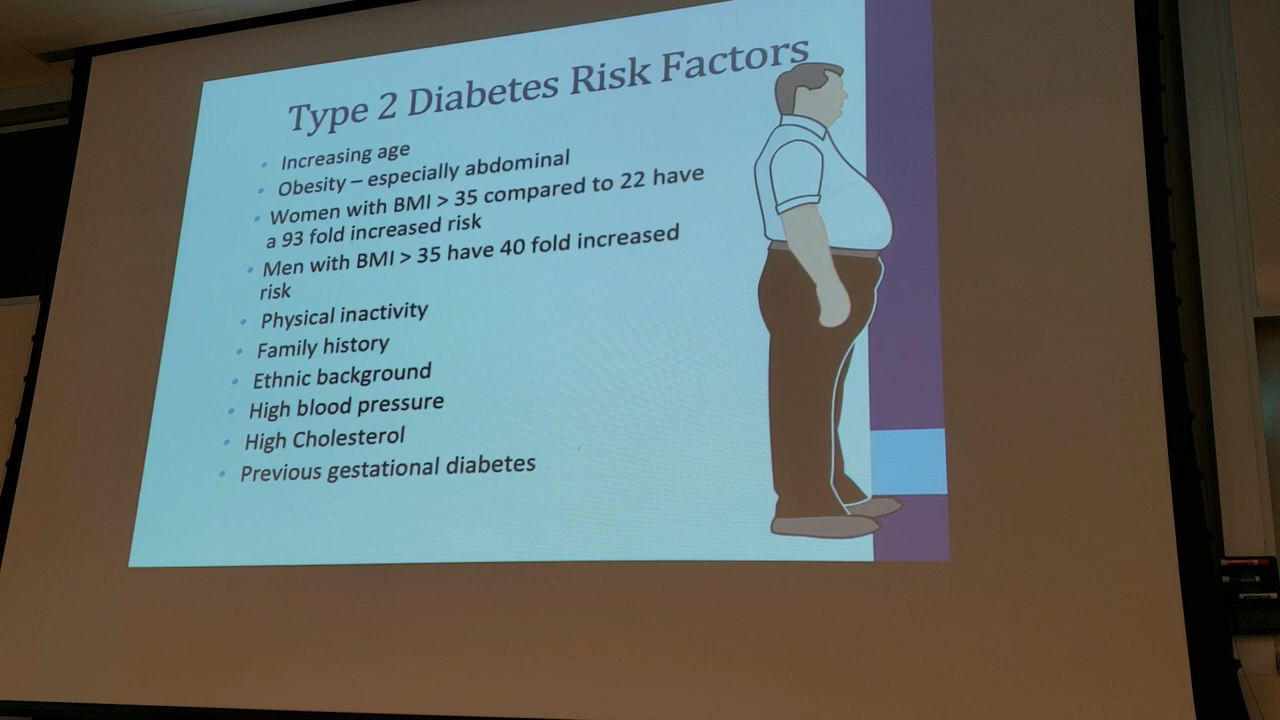 Type 2 Diabetes Risk Factors
• Increasing age
• Obesity – especially abdominal
• Women with BMI > 35 compared to 22 have
a 93 fold increased risk
• Men with BMI > 35 have 40 fold increased
risk
• Physical inactivity
• Family history
• Ethnic background
• High blood pressure
• High Cholesterol
• Previous gestational diabetes